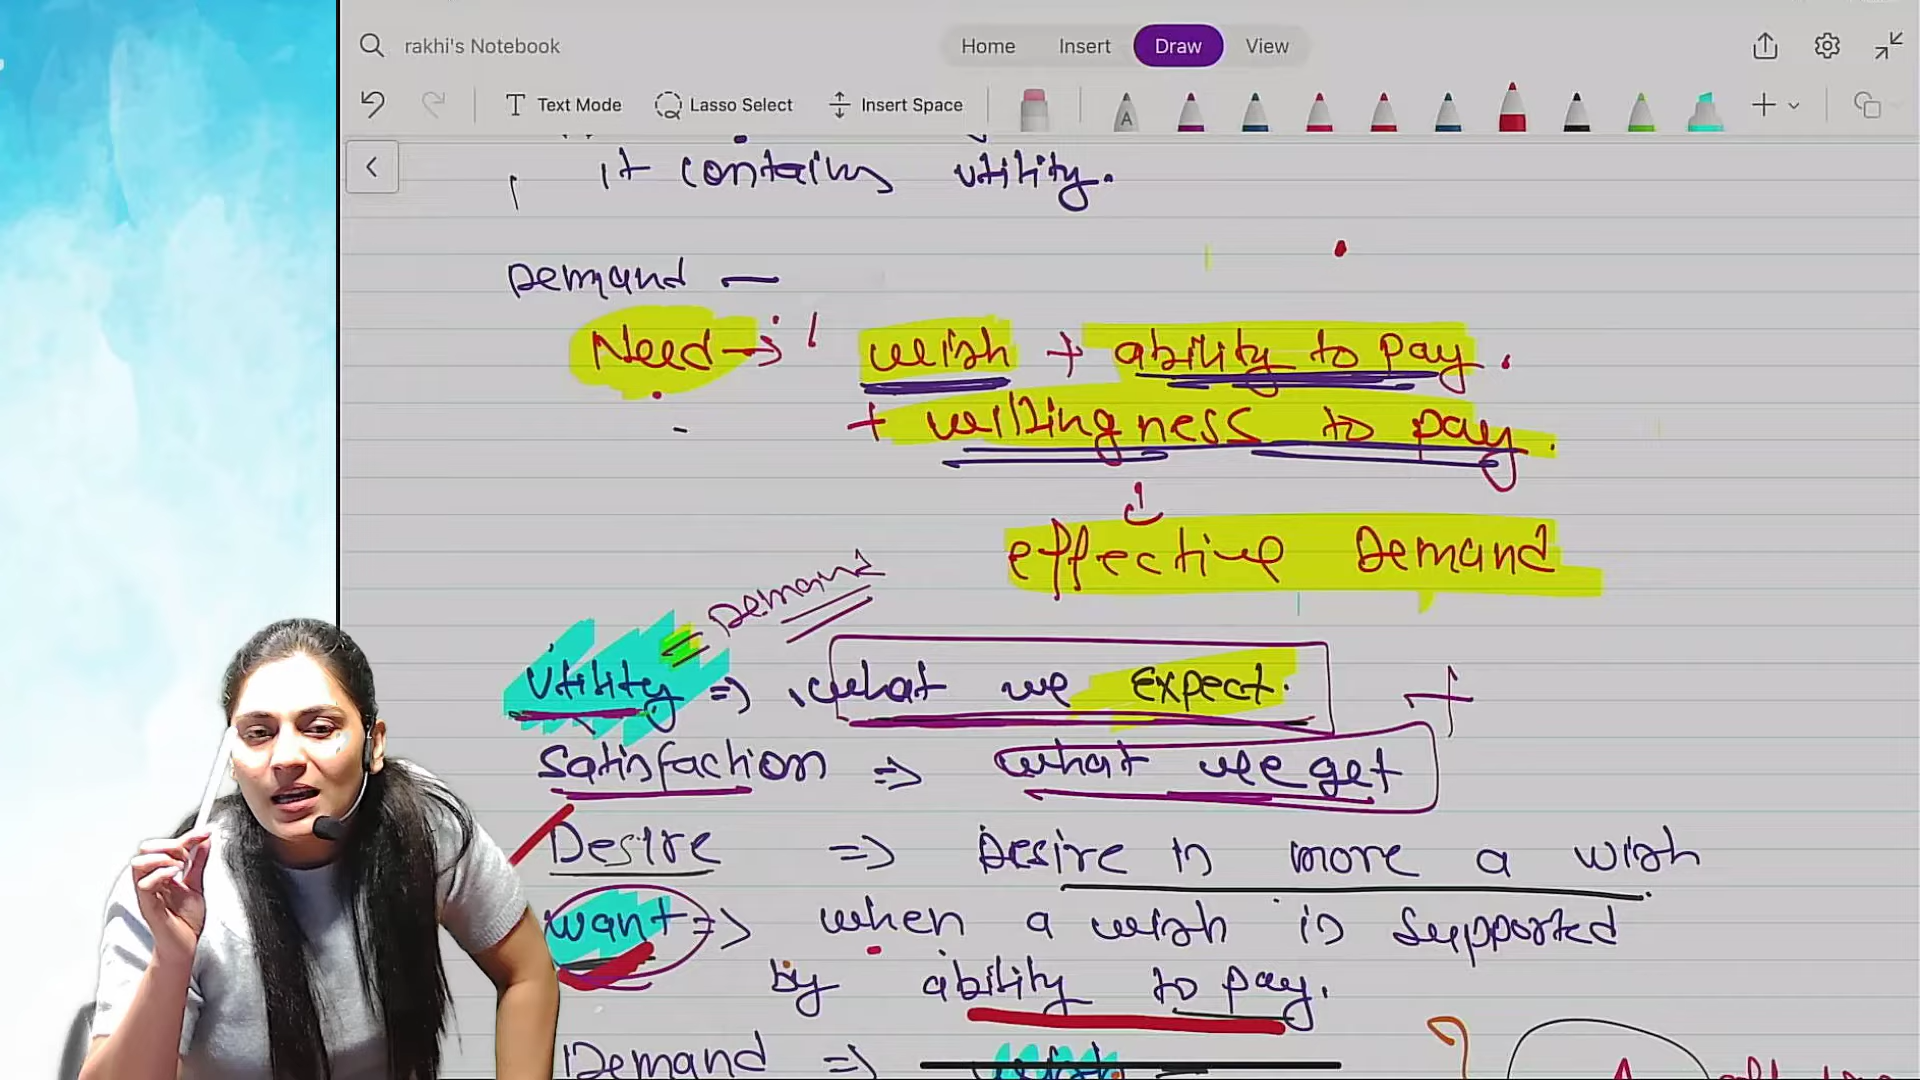 rakhi's Notebook
Home Insert Draw View
Text Mode Lasso Select Insert Space
it contains utility.
Demand —
Need → wish + ability to pay.
+ willingness to pay.
effective Demand
= Demand
Utility => what we Expect. +
Satisfaction => what we get
Desire => Desire is more a wish
want => when a wish is supported
by ability to pay.
Demand => wish